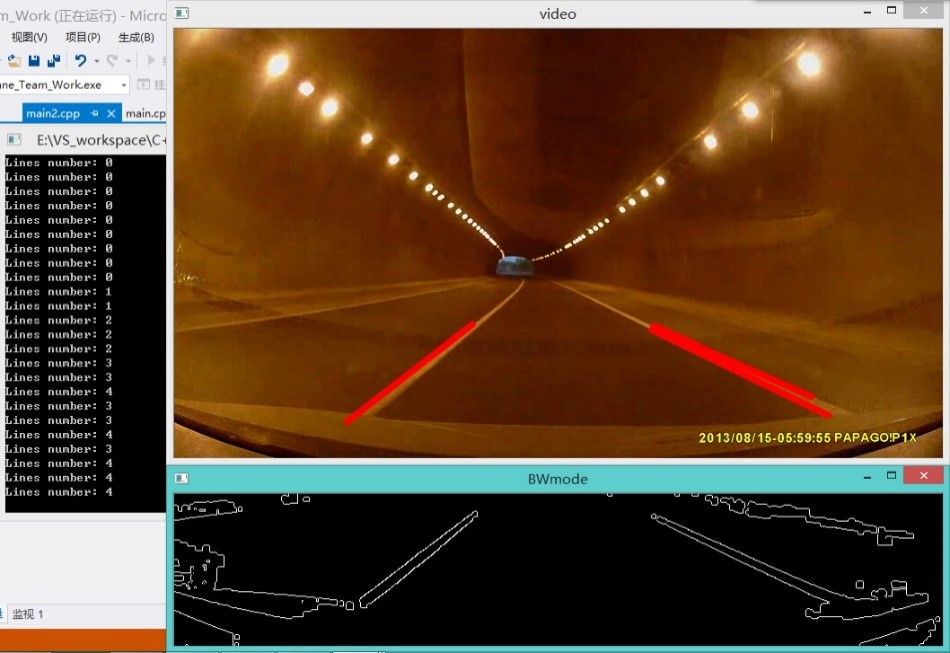 m_Work (正在运行) - Micro
视图(V) 项目(P) 生成(B)
ne_Team_Work.exe
main2.cpp
main.cp
E:\VS_workspace\C+
Lines number: 0
Lines number: 0
Lines number: 0
Lines number: 0
Lines number: 0
Lines number: 0
Lines number: 0
Lines number: 0
Lines number: 0
Lines number: 1
Lines number: 1
Lines number: 2
Lines number: 2
Lines number: 2
Lines number: 3
Lines number: 3
Lines number: 4
Lines number: 3
Lines number: 3
Lines number: 4
Lines number: 3
Lines number: 4
Lines number: 4
Lines number: 4
监视 1
video
2013/08/15-05:59:55 PAPAGO!P1X
BWmode